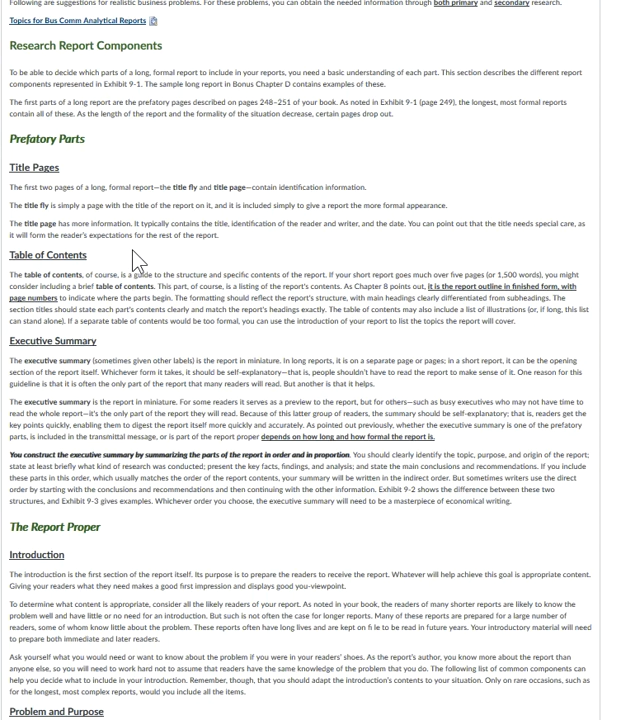 Following are suggestions for realistic business problems. For these problems, you can obtain the needed information through both primary and secondary research.
Topics for Bus Comm Analytical Reports
Research Report Components
To be able to decide which parts of a long, formal report to include in your reports, you need a basic understanding of each part. This section describes the different report
components represented in Exhibit 9-1. The sample long report in Bonus Chapter D contains examples of these.
The first parts of a long report are the prefatory pages described on pages 248–251 of your book. As noted in Exhibit 9-1 (page 249), the longest, most formal reports
contain all of these. As the length of the report and the formality of the situation decrease, certain pages drop out.
Prefatory Parts
Title Pages
The first two pages of a long, formal report—the title fly and title page—contain identification information.
The title fly is simply a page with the title of the report on it, and it is included simply to give a report the more formal appearance.
The title page has more information. It typically contains the title, identification of the reader and writer, and the date. You can point out that the title needs special care, as
it will form the reader's expectations for the rest of the report.
Table of Contents
The table of contents, of course, is a guide to the structure and specific contents of the report. If your short report goes much over five pages (or 1,500 words), you might
consider including a brief table of contents. This part, of course, is a listing of the report's contents. As Chapter 8 points out, it is the report outline in finished form, with
page numbers to indicate where the parts begin. The formatting should reflect the report's structure, with main headings clearly differentiated from subheadings. The
section titles should state each part's contents clearly and match the report's headings exactly. The table of contents may also include a list of illustrations (or, if long, this list
can stand alone). If a separate table of contents would be too formal, you can use the introduction of your report to list the topics the report will cover.
Executive Summary
The executive summary (sometimes given other labels) is the report in miniature. In long reports, it is on a separate page or pages; in a short report, it can be the opening
section of the report itself. Whichever form it takes, it should be self-explanatory—that is, people shouldn't have to read the report to make sense of it. One reason for this
guideline is that it is often the only part of the report that many readers will read. But another is that it helps.
The executive summary is the report in miniature. For some readers it serves as a preview to the report, but for others—such as busy executives who may not have time to
read the whole report—it's the only part of the report they will read. Because of this latter group of readers, the summary should be self-explanatory; that is, readers get the
key points quickly, enabling them to digest the report itself more quickly and accurately. As pointed out previously, whether the executive summary is one of the prefatory
parts, is included in the transmittal message, or is part of the report proper depends on how long and how formal the report is.
You construct the executive summary by summarizing the parts of the report in order and in proportion. You should clearly identify the topic, purpose, and origin of the report;
state at least briefly what kind of research was conducted; present the key facts, findings, and analysis; and state the main conclusions and recommendations. If you include
these parts in this order, which usually matches the order of the report contents, your summary will be written in the indirect order. But sometimes writers use the direct
order by starting with the conclusions and recommendations and then continuing with the other information. Exhibit 9-2 shows the difference between these two
structures, and Exhibit 9-3 gives examples. Whichever order you choose, the executive summary will need to be a masterpiece of economical writing.
The Report Proper
Introduction
The introduction is the first section of the report itself. Its purpose is to prepare the readers to receive the report. Whatever will help achieve this goal is appropriate content.
Giving your readers what they need makes a good first impression and displays good you-viewpoint.
To determine what content is appropriate, consider all the likely readers of your report. As noted in your book, the readers of many shorter reports are likely to know the
problem well and have little or no need for an introduction. But such is not often the case for longer reports. Many of these reports are prepared for a large number of
readers, some of whom know little about the problem. These reports often have long lives and are kept on fi le to be read in future years. Your introductory material will need
to prepare both immediate and later readers.
Ask yourself what you would need or want to know about the problem if you were in your readers' shoes. As the report's author, you know more about the report than
anyone else, so you will need to work hard not to assume that readers have the same knowledge of the problem that you do. The following list of common components can
help you decide what to include in your introduction. Remember, though, that you should adapt the introduction's contents to your situation. Only on rare occasions, such as
for the longest, most complex reports, would you include all the items.
Problem and Purpose